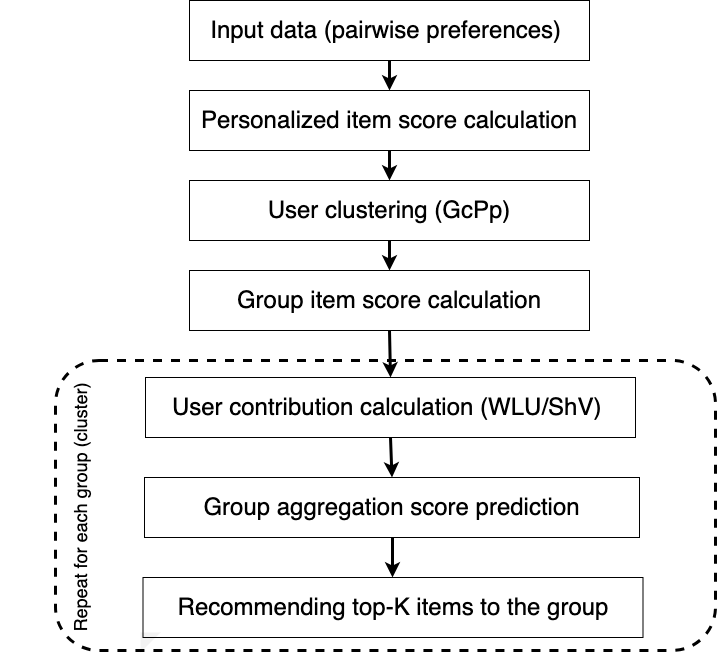 Input data (pairwise preferences)
Personalized item score calculation
User clustering (GcPp)
Group item score calculation
Repeat for each group (cluster)
User contribution calculation (WLU/ShV)
Group aggregation score prediction
Recommending top-K items to the group